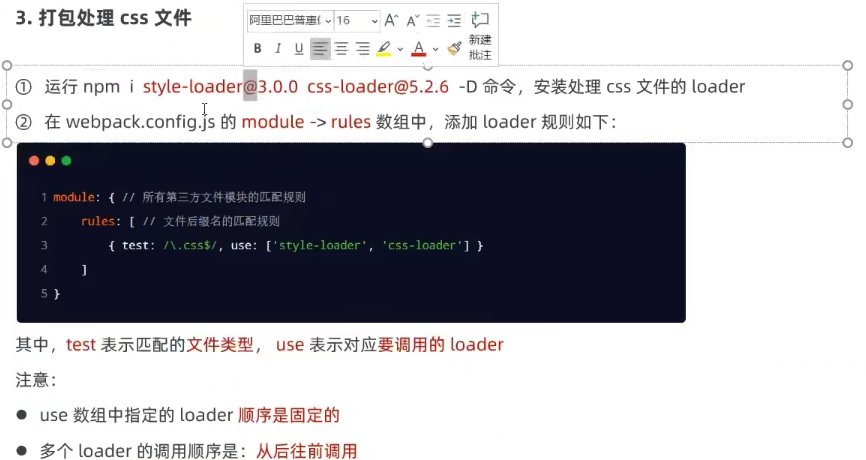 3. 打包处理 css 文件
阿里巴巴普惠 16 A A
B I U A 新建
批注
① 运行 npm i style-loader@3.0.0 css-loader@5.2.6 -D 命令，安装处理 css 文件的 loader
② 在 webpack.config.js 的 module -> rules 数组中，添加 loader 规则如下：
1 module: { // 所有第三方文件模块的匹配规则
2 rules: [ // 文件后缀名的匹配规则
3 { test: /\.css$/, use: ['style-loader', 'css-loader'] }
4 ]
5 }
其中，test 表示匹配的文件类型， use 表示对应要调用的 loader
注意：
● use 数组中指定的 loader 顺序是固定的
● 多个 loader 的调用顺序是：从后往前调用